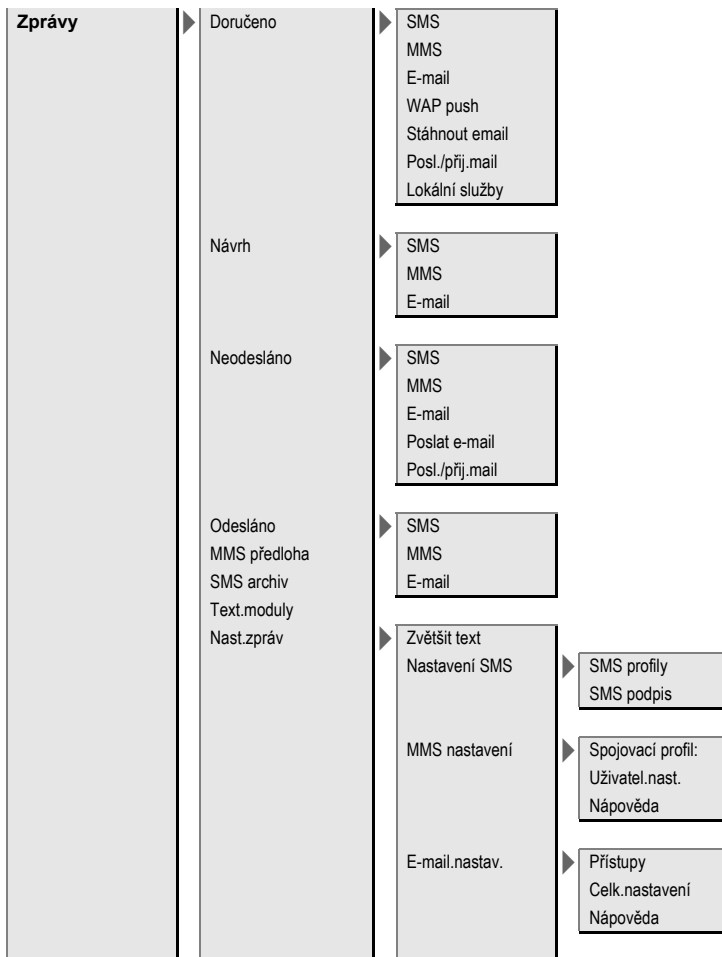 Zprávy
Doručeno
SMS
MMS
E-mail
WAP push
Stáhnout email
Posl./přij.mail
Lokální služby
Návrh
SMS
MMS
E-mail
Neodesláno
SMS
MMS
E-mail
Poslat e-mail
Posl./přij.mail
Odesláno
SMS
MMS
E-mail
MMS předloha
SMS archiv
Text.moduly
Nast.zpráv
Zvětšit text
Nastavení SMS
SMS profily
SMS podpis
MMS nastavení
Spojovací profil:
Uživatel.nast.
Nápověda
E-mail.nastav.
Přístupy
Celk.nastavení
Nápověda